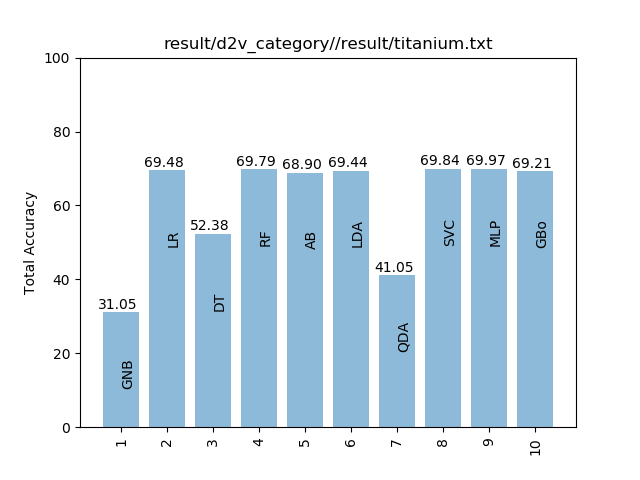 result/d2v_category//result/titanium.txt
Total Accuracy
100
80
60
40
20
0
31.05
69.48
52.38
69.79
68.90
69.44
41.05
69.84
69.97
69.21
GNB
LR
DT
RF
AB
LDA
QDA
SVC
MLP
GBo
1
2
3
4
5
6
7
8
9
10